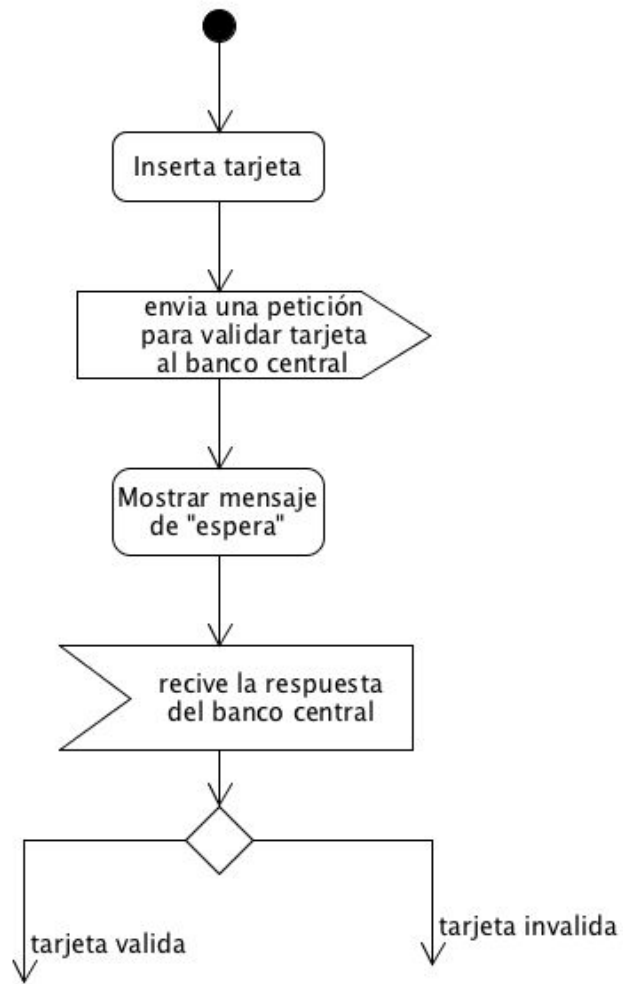 Inserta tarjeta
envia una petición
para validar tarjeta
al banco central
Mostrar mensaje
de "espera"
recive la respuesta
del banco central
tarjeta valida
tarjeta invalida